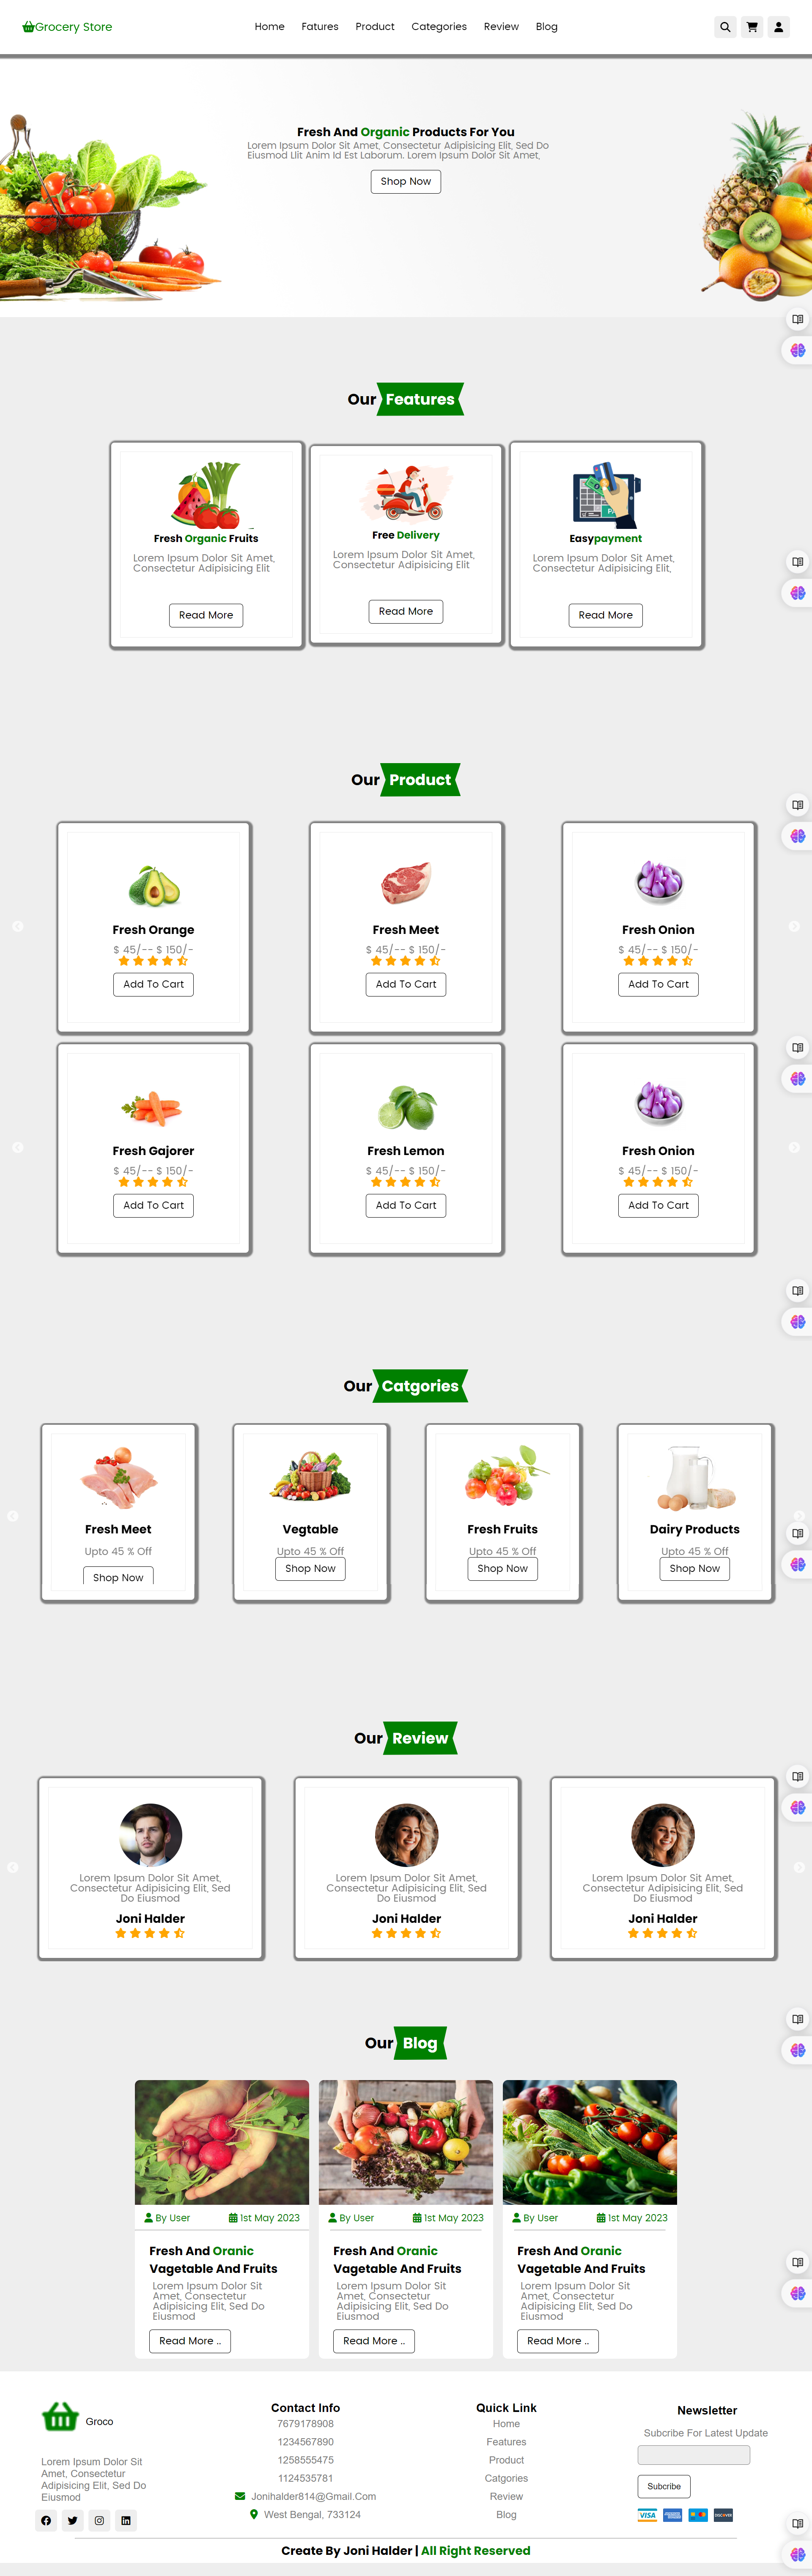 Grocery Store
Home Fatures Product Categories Review Blog
Fresh And Organic Products For You
Lorem Ipsum Dolor Sit Amet, Consectetur Adipisicing Elit, Sed Do
Eiusmod Llit Anim Id Est Laborum. Lorem Ipsum Dolor Sit Amet,
Shop Now
Our Features
Fresh Organic Fruits
Lorem Ipsum Dolor Sit Amet,
Consectetur Adipisicing Elit
Read More
Free Delivery
Lorem Ipsum Dolor Sit Amet,
Consectetur Adipisicing Elit
Read More
Easypayment
Lorem Ipsum Dolor Sit Amet,
Consectetur Adipisicing Elit,
Read More
Our Product
Fresh Orange
$ 45/-- $ 150/-
Add To Cart
Fresh Meet
$ 45/-- $ 150/-
Add To Cart
Fresh Onion
$ 45/-- $ 150/-
Add To Cart
Fresh Gajorer
$ 45/-- $ 150/-
Add To Cart
Fresh Lemon
$ 45/-- $ 150/-
Add To Cart
Fresh Onion
$ 45/-- $ 150/-
Add To Cart
Our Catgories
Fresh Meet
Upto 45 % Off
Shop Now
Vegtable
Upto 45 % Off
Shop Now
Fresh Fruits
Upto 45 % Off
Shop Now
Dairy Products
Upto 45 % Off
Shop Now
Our Review
Lorem Ipsum Dolor Sit Amet,
Consectetur Adipisicing Elit, Sed
Do Eiusmod
Joni Halder
Lorem Ipsum Dolor Sit Amet,
Consectetur Adipisicing Elit, Sed
Do Eiusmod
Joni Halder
Lorem Ipsum Dolor Sit Amet,
Consectetur Adipisicing Elit, Sed
Do Eiusmod
Joni Halder
Our Blog
By User 1st May 2023
Fresh And Oranic
Vagetable And Fruits
Lorem Ipsum Dolor Sit
Amet, Consectetur
Adipisicing Elit, Sed Do
Eiusmod
Read More ..
By User 1st May 2023
Fresh And Oranic
Vagetable And Fruits
Lorem Ipsum Dolor Sit
Amet, Consectetur
Adipisicing Elit, Sed Do
Eiusmod
Read More ..
By User 1st May 2023
Fresh And Oranic
Vagetable And Fruits
Lorem Ipsum Dolor Sit
Amet, Consectetur
Adipisicing Elit, Sed Do
Eiusmod
Read More ..
Groco
Lorem Ipsum Dolor Sit
Amet, Consectetur
Adipisicing Elit, Sed Do
Eiusmod
Contact Info
7679178908
1234567890
1258555475
1124535781
Jonihalder814@Gmail.Com
West Bengal, 733124
Quick Link
Home
Features
Product
Catgories
Review
Blog
Newsletter
Subcribe For Latest Update
Subcribe
VISA
DISCOVER
Create By Joni Halder | All Right Reserved